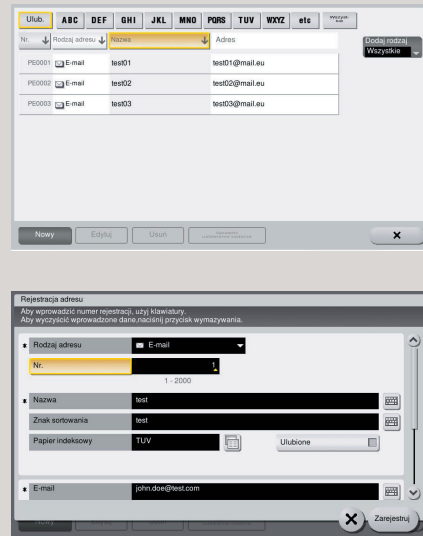 Ulub. ABC DEF GHI JKL MNO PQRS TUV WXYZ etc
Nr. Rodzaj adresu Nazwa Adres
Dodaj rodzaj
Wszystkie
PE0001 E-mail test01 test01@mail.eu
PE0002 E-mail test02 test02@mail.eu
PE0003 E-mail test03 test03@mail.eu
Nowy Edytuj Usun
Rejestracja adresu
Aby wprowadzić numer rejestracji, użyj klawiatury.
Aby wyczyścić wprowadzone dane,naciśnij przycisk wymazywania.
* Rodzaj adresu E-mail
Nr. 1
1 - 2000
* Nazwa test
Znak sortowania test
Papier indeksowy TUV Ulubione
* E-mail john.doe@test.com
Nowy
Zarejestruj